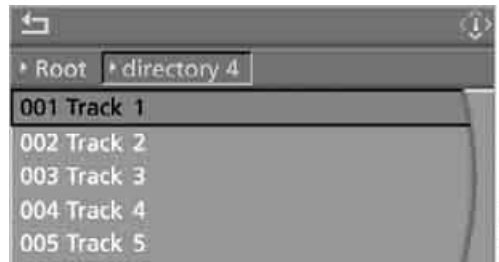 Root directory 4
001 Track 1
002 Track 2
003 Track 3
004 Track 4
005 Track 5